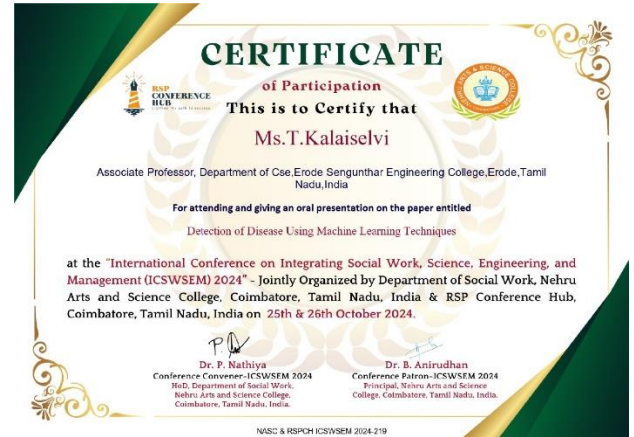 CERTIFICATE
of Participation
RSP
CONFERENCE
HUB
NEHRU ARTS & SCIENCE COLLEGE
This is to Certify that
Ms.T.Kalaiselvi
Associate Professor, Department of Cse,Erode Sengunthar Engineering College,Erode,Tamil
Nadu,India
For attending and giving an oral presentation on the paper entitled
Detection of Disease Using Machine Learning Techniques
at the "International Conference on Integrating Social Work, Science, Engineering, and
Management (ICSWSEM) 2024" - Jointly Organized by Department of Social Work, Nehru
Arts and Science College, Coimbatore, Tamil Nadu, India & RSP Conference Hub,
Coimbatore, Tamil Nadu, India on 25th & 26th October 2024.
Dr. P. Nathiya
Conference Convener-ICSWSEM 2024
HoD, Department of Social Work,
Nehru Arts and Science College,
Coimbatore, Tamil Nadu, India.
Dr. B. Anirudhan
Conference Patron-ICSWSEM 2024
Principal, Nehru Arts and Science
College, Coimbatore, Tamil Nadu, India.
NASC & RSPCH ICSWSEM 2024-219